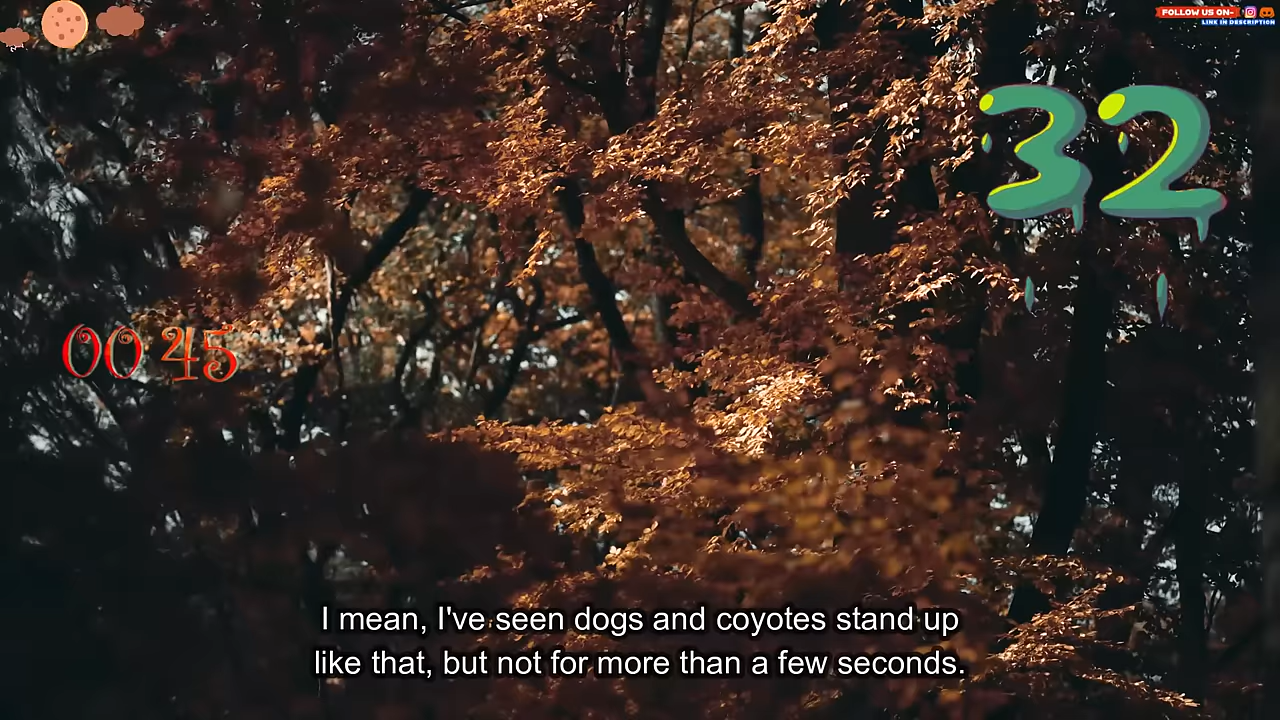 FOLLOW US ON-
LINK IN DESCRIPTION
32
00 45
I mean, I've seen dogs and coyotes stand up
like that, but not for more than a few seconds.